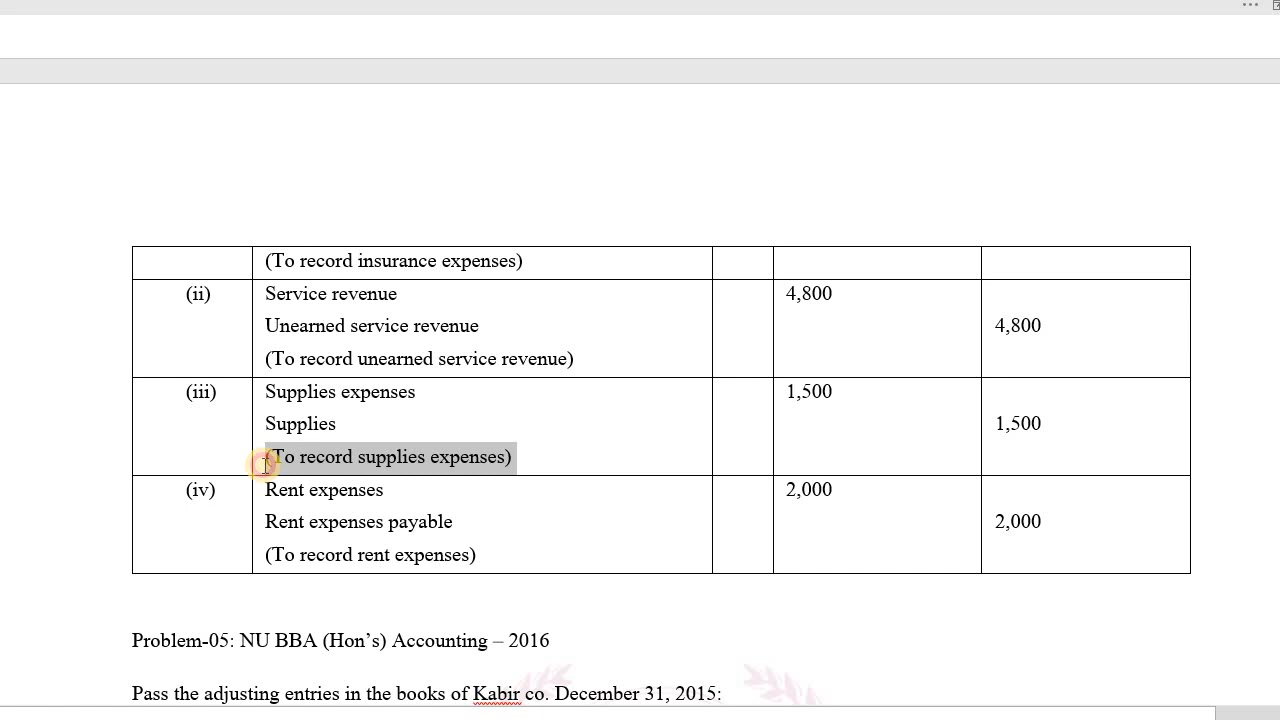 (To record insurance expenses)
(ii) Service revenue 4,800
Unearned service revenue 4,800
(To record unearned service revenue)
(iii) Supplies expenses 1,500
Supplies 1,500
(To record supplies expenses)
(iv) Rent expenses 2,000
Rent expenses payable 2,000
(To record rent expenses)
Problem-05: NU BBA (Hon’s) Accounting – 2016
Pass the adjusting entries in the books of Kabir co. December 31, 2015: